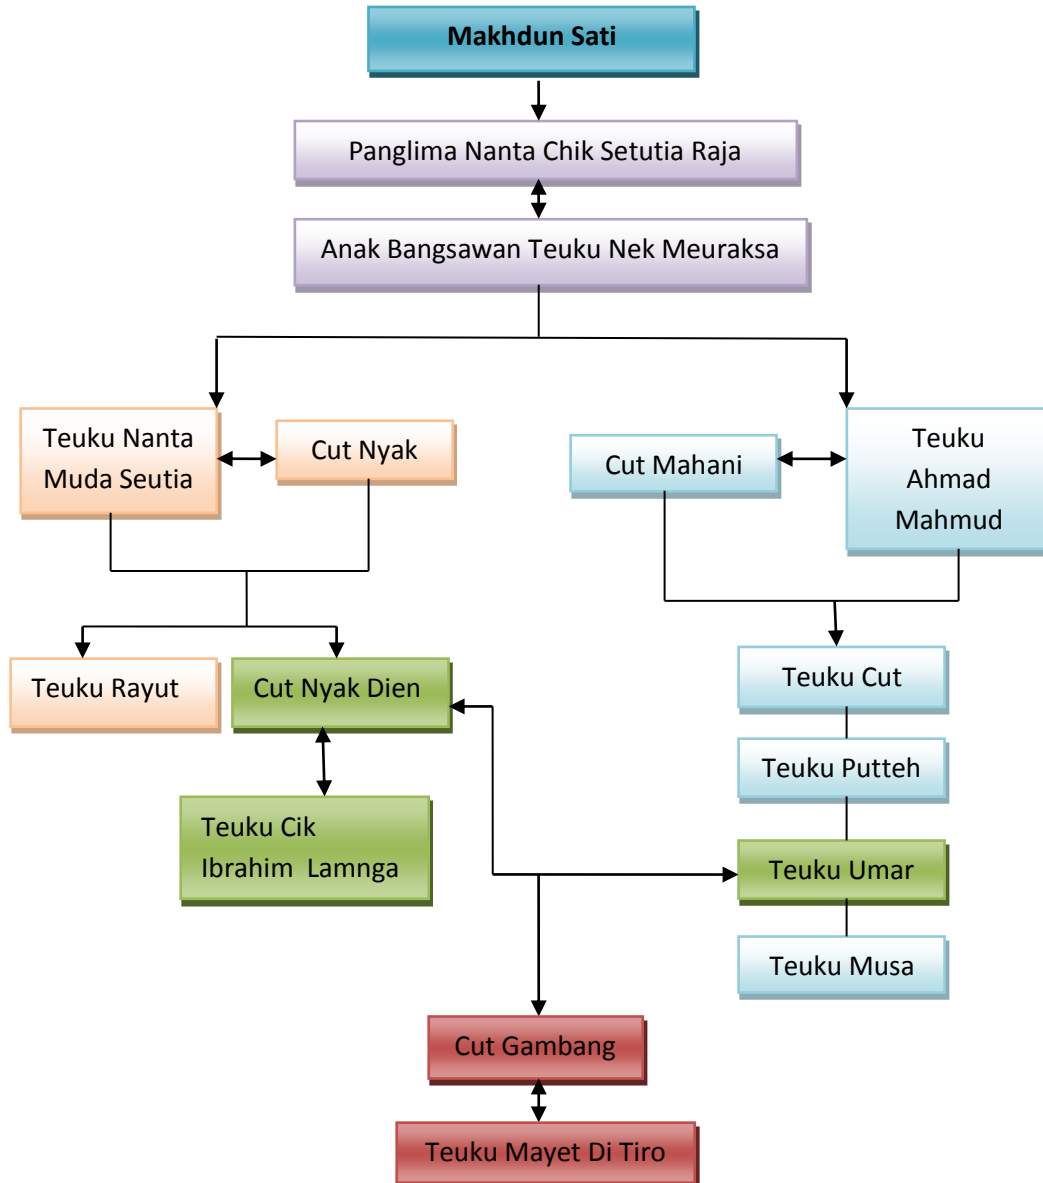 Makhdun Sati
Panglima Nanta Chik Setutia Raja
Anak Bangsawan Teuku Nek Meuraksa
Teuku Nanta
Muda Seutia
Cut Nyak
Cut Mahani
Teuku
Ahmad
Mahmud
Teuku Rayut
Cut Nyak Dien
Teuku Cut
Teuku Putteh
Teuku Cik
Ibrahim Lamnga
Teuku Umar
Teuku Musa
Cut Gambang
Teuku Mayet Di Tiro